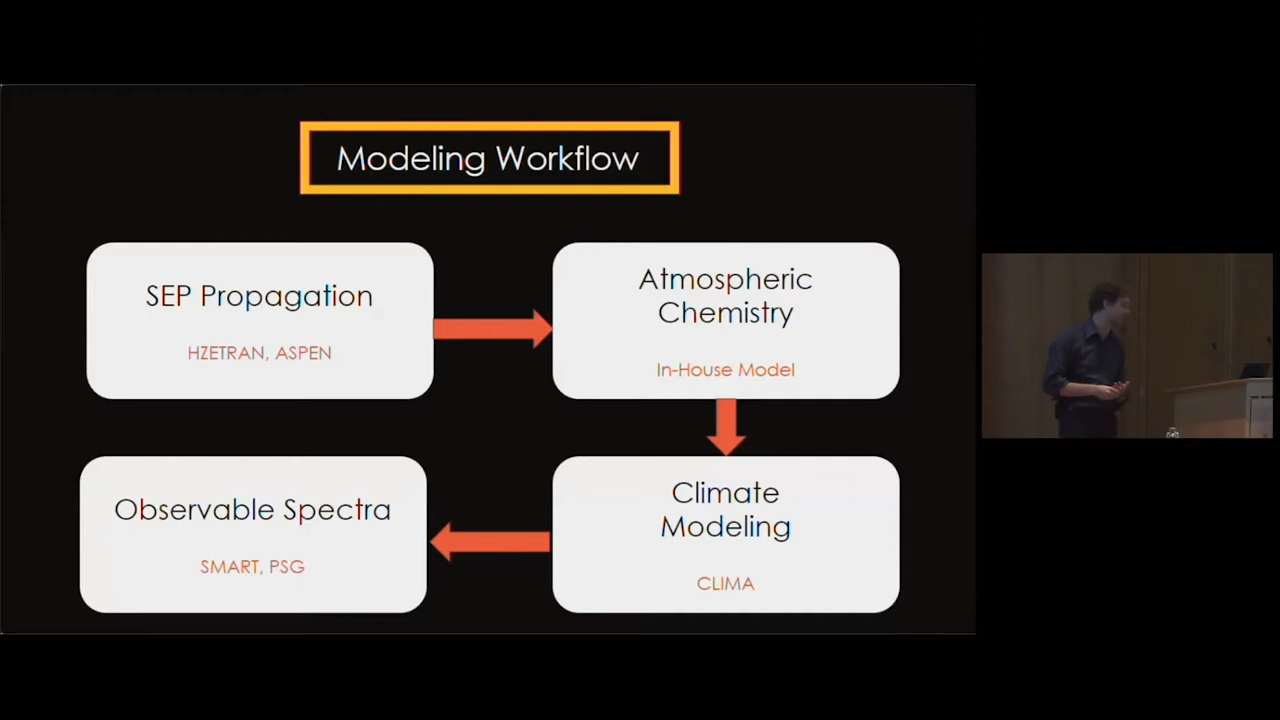 Modeling Workflow
SEP Propagation
HZETRAN, ASPEN
Atmospheric
Chemistry
In-House Model
Observable Spectra
SMART, PSG
Climate
Modeling
CLIMA